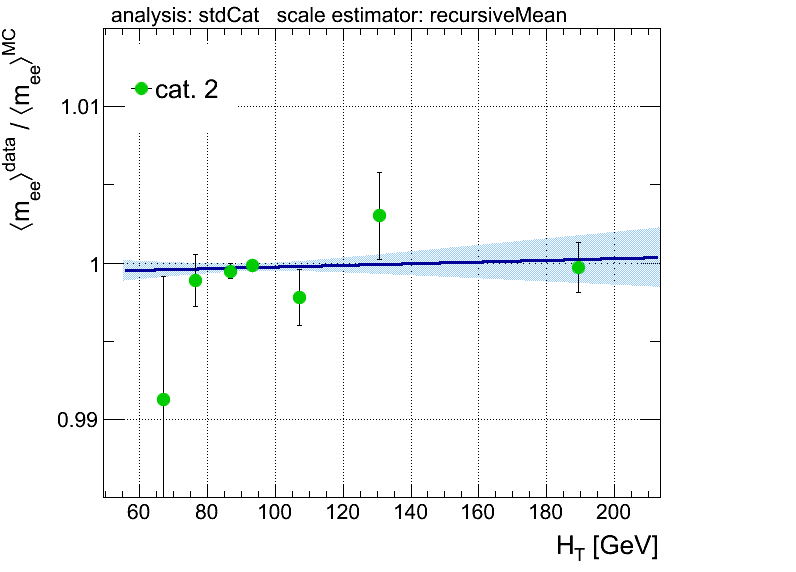 analysis: stdCat   scale estimator: recursiveMean
⟨m_ee⟩^data / ⟨m_ee⟩^MC
cat. 2
1.01
1
0.99
60 80 100 120 140 160 180 200
H_T [GeV]